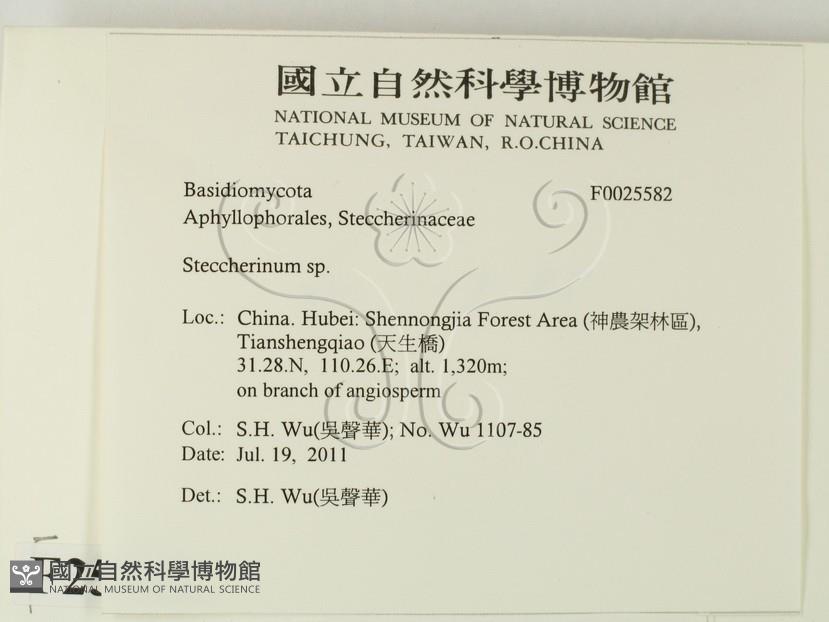 國立自然科學博物館
NATIONAL MUSEUM OF NATURAL SCIENCE
TAICHUNG, TAIWAN, R.O.CHINA
Basidiomycota F0025582
Aphyllophorales, Steccherinaceae
Steccherinum sp.
Loc.: China. Hubei: Shennongjia Forest Area (神農架林區),
Tianshengqiao (天生橋)
31.28.N, 110.26.E; alt. 1,320m;
on branch of angiosperm
Col.: S.H. Wu(吳聲華); No. Wu 1107-85
Date: Jul. 19, 2011
Det.: S.H. Wu(吳聲華)
國立自然科學博物館
NATIONAL MUSEUM OF NATURAL SCIENCE